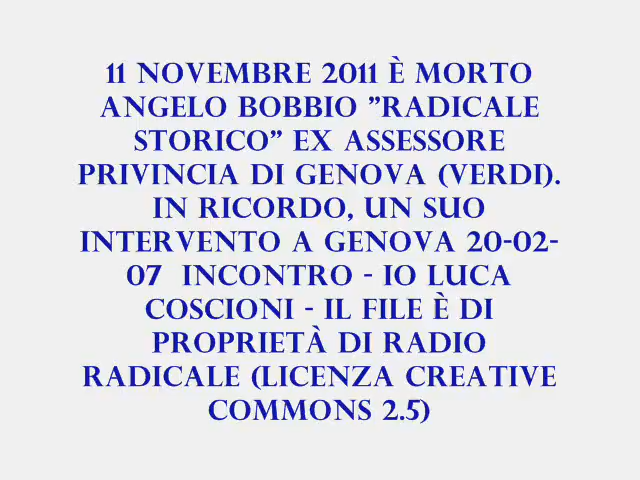 11 NOVEMBRE 2011 È MORTO
ANGELO BOBBIO "RADICALE
STORICO" EX ASSESSORE
PRIVINCIA DI GENOVA (VERDI).
IN RICORDO, UN SUO
INTERVENTO A GENOVA 20-02-
07 INCONTRO - IO LUCA
COSCIONI - IL FILE È DI
PROPRIETÀ DI RADIO
RADICALE (LICENZA CREATIVE
COMMONS 2.5)